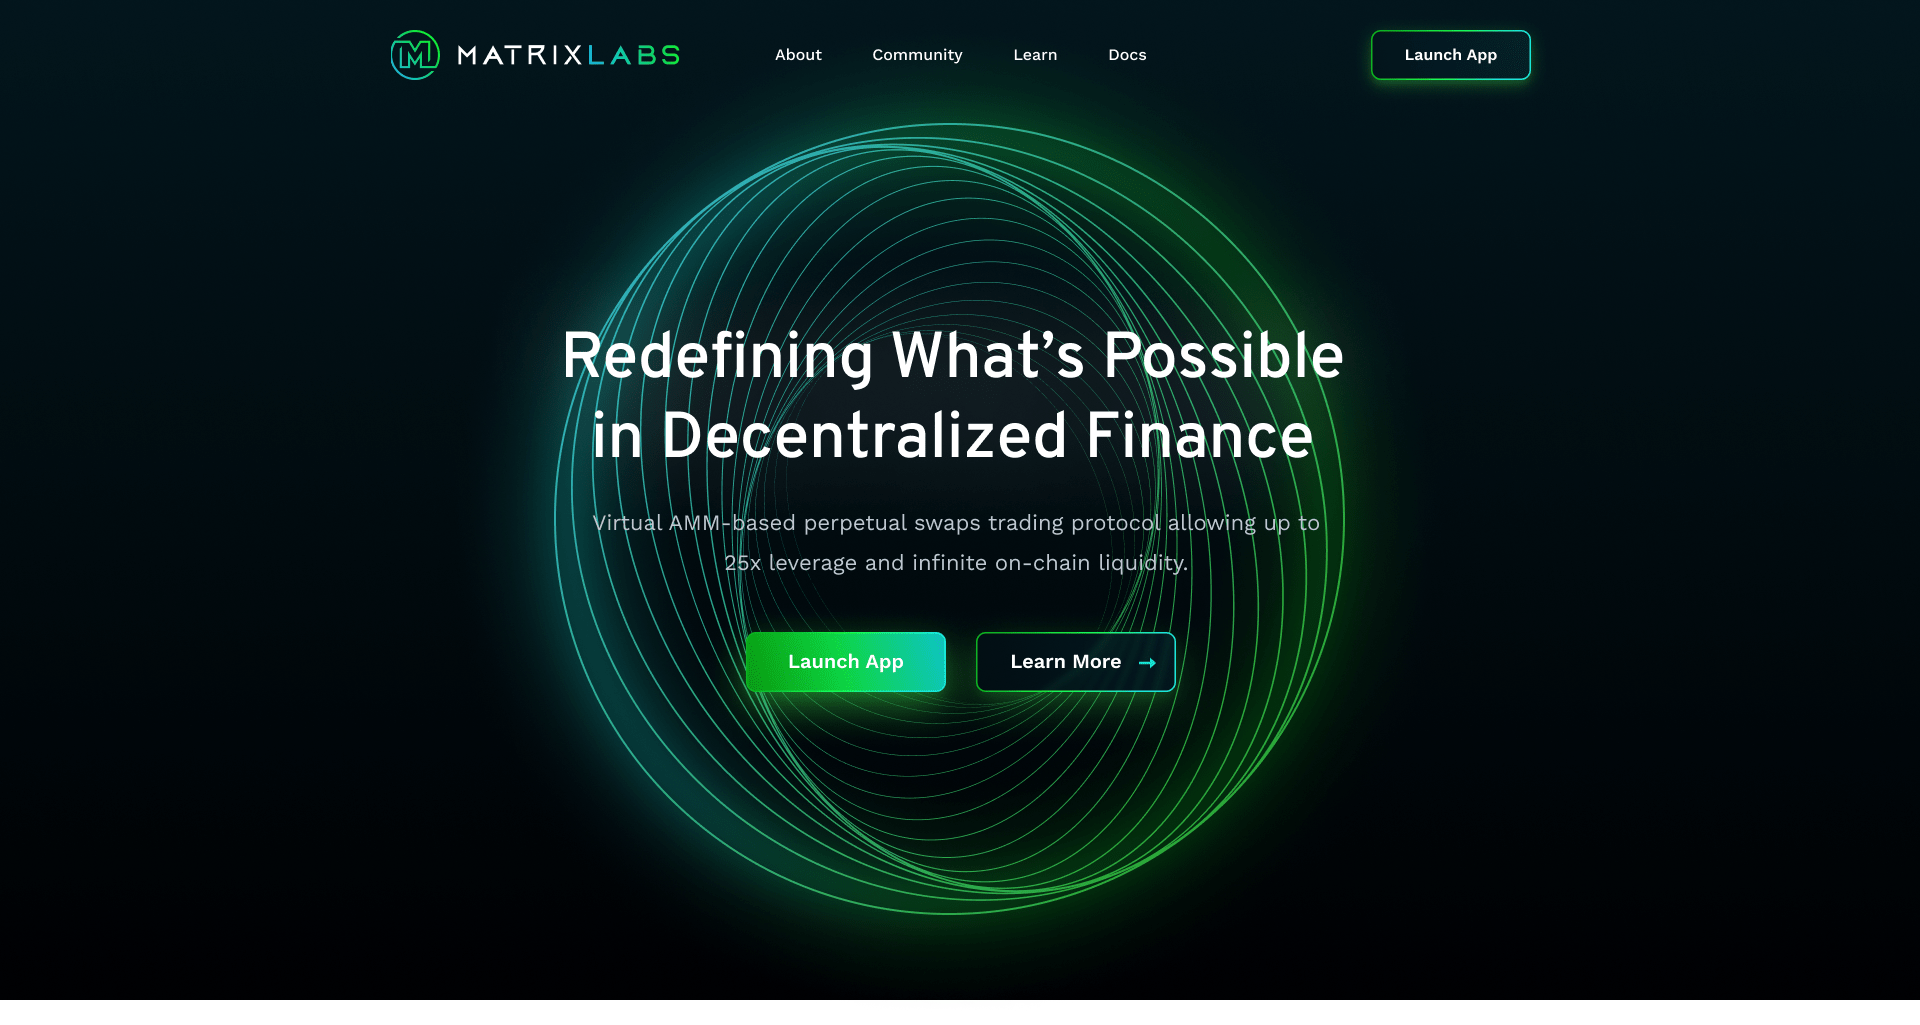 MATRIXLABS
About
Community
Learn
Docs
Launch App
Redefining What’s Possible
in Decentralized Finance
Virtual AMM-based perpetual swaps trading protocol allowing up to
25x leverage and infinite on-chain liquidity.
Launch App
Learn More